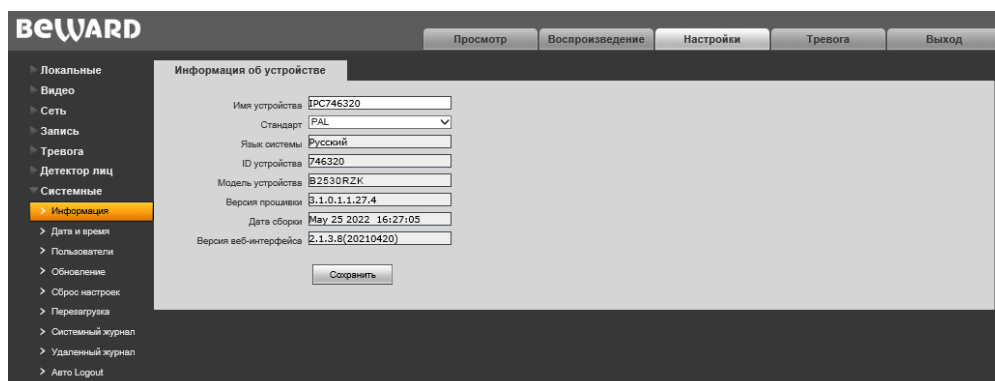 BEWARD
Просмотр
Воспроизведение
Настройки
Тревога
Выход
Локальные
Видео
Сеть
Запись
Тревога
Детектор лиц
Системные
Информация
Дата и время
Пользователи
Обновление
Сброс настроек
Перезагрузка
Системный журнал
Удаленный журнал
Авто Logout
Информация об устройстве
Имя устройства IPC746320
Стандарт PAL
Язык системы Русский
ID устройства 746320
Модель устройства B2530RZK
Версия прошивки 3.1.0.1.1.27.4
Дата сборки May 25 2022 16:27:05
Версия веб-интерфейса 2.1.3.8(20210420)
Сохранить